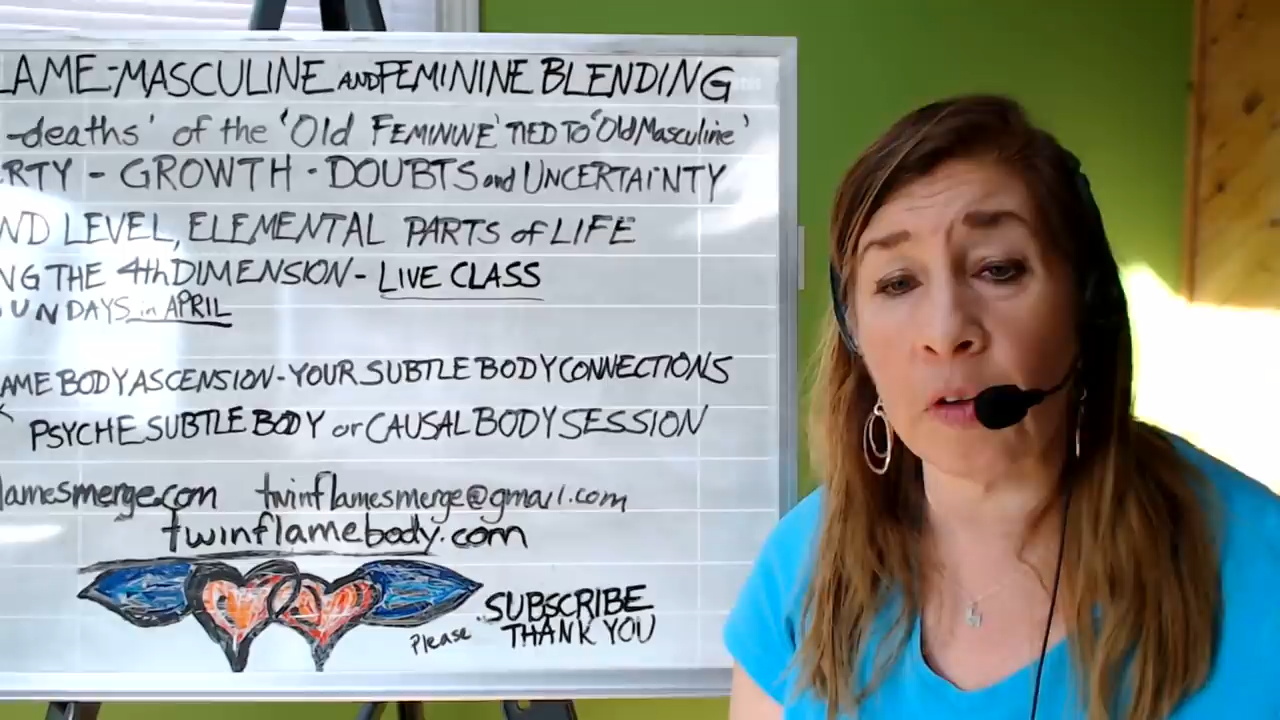 LAME-MASCULINE AND FEMININE BLENDING
-deaths' of the 'Old FEMININE' TIED TO 'Old Masculine'
RTY - GROWTH - DOUBTS and UNCERTAINTY
ND LEVEL, ELEMENTAL PARTS of LIFE
NG THE 4th DIMENSION - LIVE CLASS
UNDAYS in APRIL
AME BODY ASCENSION - YOUR SUBTLE BODY CONNECTIONS
PSYCHE SUBTLE BODY or CAUSAL BODY SESSION
lamesmerge.com twinflamesmerge@gmail.com
twinflamebody.com
Please SUBSCRIBE
THANK YOU